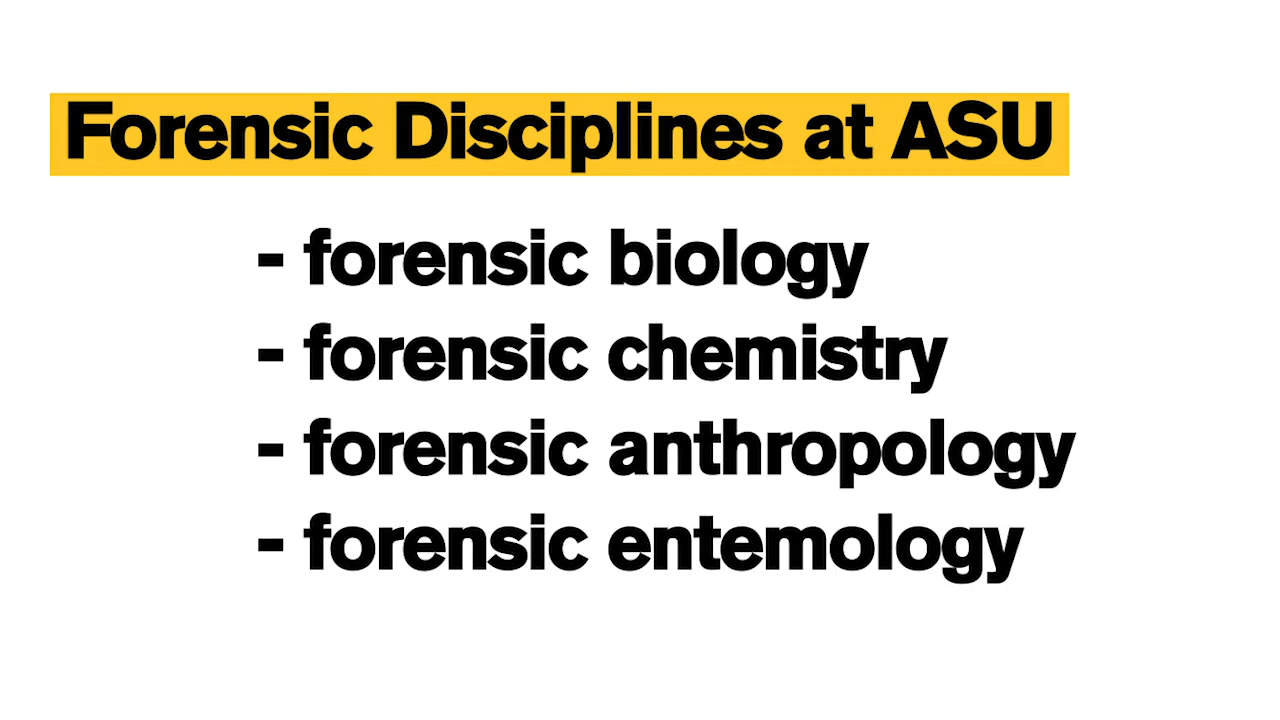 Forensic Disciplines at ASU
- forensic biology
- forensic chemistry
- forensic anthropology
- forensic entemology